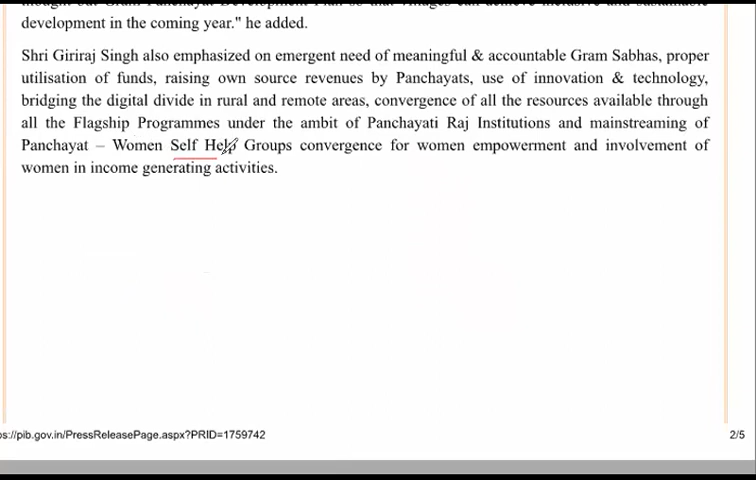 development in the coming year." he added.
Shri Giriraj Singh also emphasized on emergent need of meaningful & accountable Gram Sabhas, proper
utilisation of funds, raising own source revenues by Panchayats, use of innovation & technology,
bridging the digital divide in rural and remote areas, convergence of all the resources available through
all the Flagship Programmes under the ambit of Panchayati Raj Institutions and mainstreaming of
Panchayat – Women Self Help Groups convergence for women empowerment and involvement of
women in income generating activities.
ps://pib.gov.in/PressReleasePage.aspx?PRID=1759742
2/5